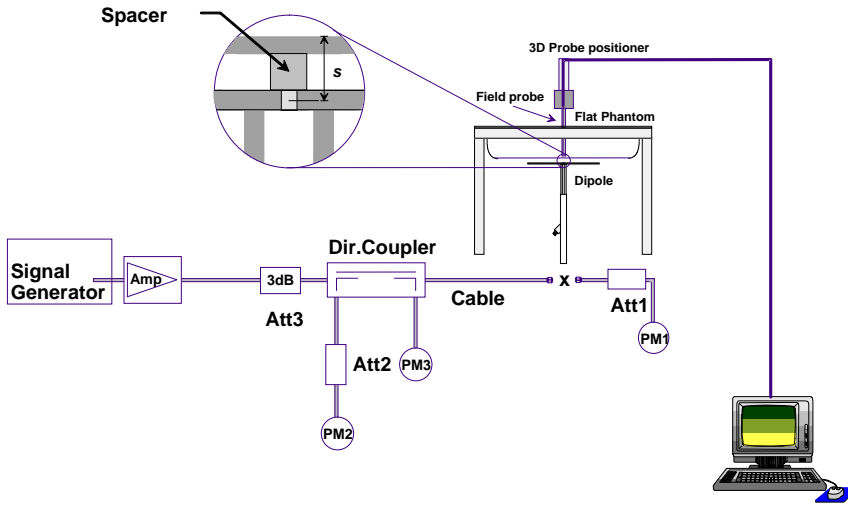 Spacer
s
3D Probe positioner
Field probe
Flat Phantom
Dipole
Dir.Coupler
Signal
Generator
Amp
3dB
Cable
x
Att3
Att1
Att2
PM3
PM1
PM2